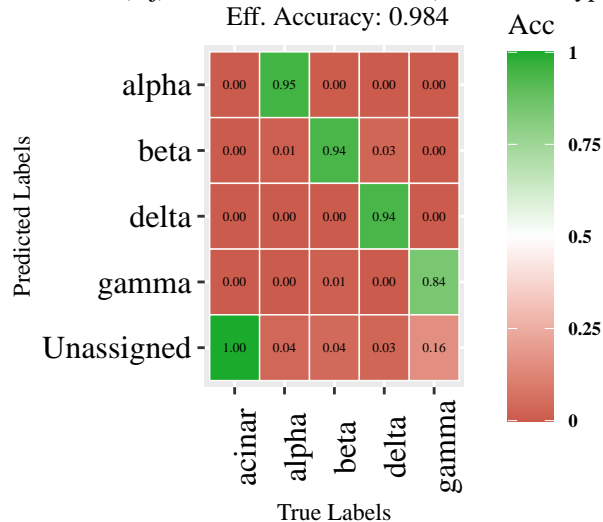 Eff. Accuracy: 0.984
Acc
Predicted Labels
alpha 0.00 0.95 0.00 0.00 0.00
beta 0.00 0.01 0.94 0.03 0.00
delta 0.00 0.00 0.00 0.94 0.00
gamma 0.00 0.00 0.01 0.00 0.84
Unassigned 1.00 0.04 0.04 0.03 0.16
acinar alpha beta delta gamma
True Labels
1
0.75
0.5
0.25
0